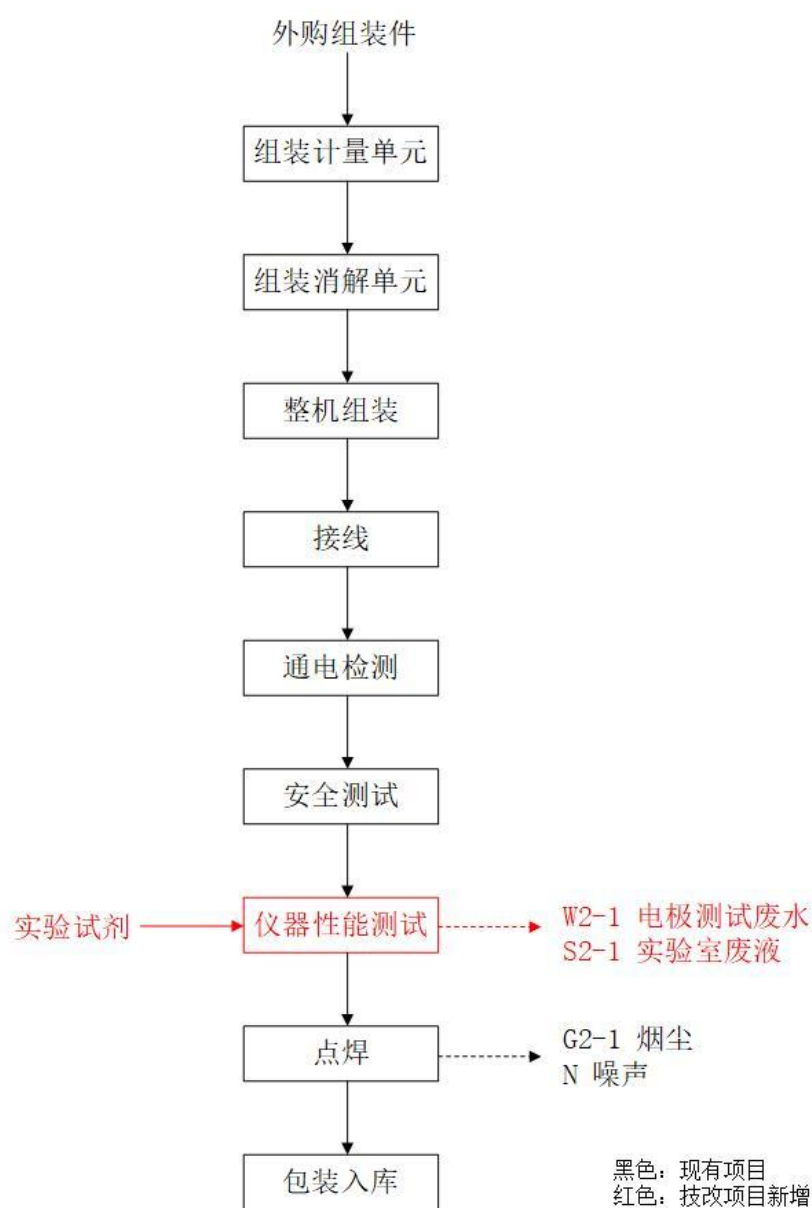 外购组装件
组装计量单元
组装消解单元
整机组装
接线
通电检测
安全测试
实验试剂
仪器性能测试
W2-1 电极测试废水
S2-1 实验室废液
点焊
G2-1 烟尘
N 噪声
包装入库
黑色：现有项目
红色：技改项目新增